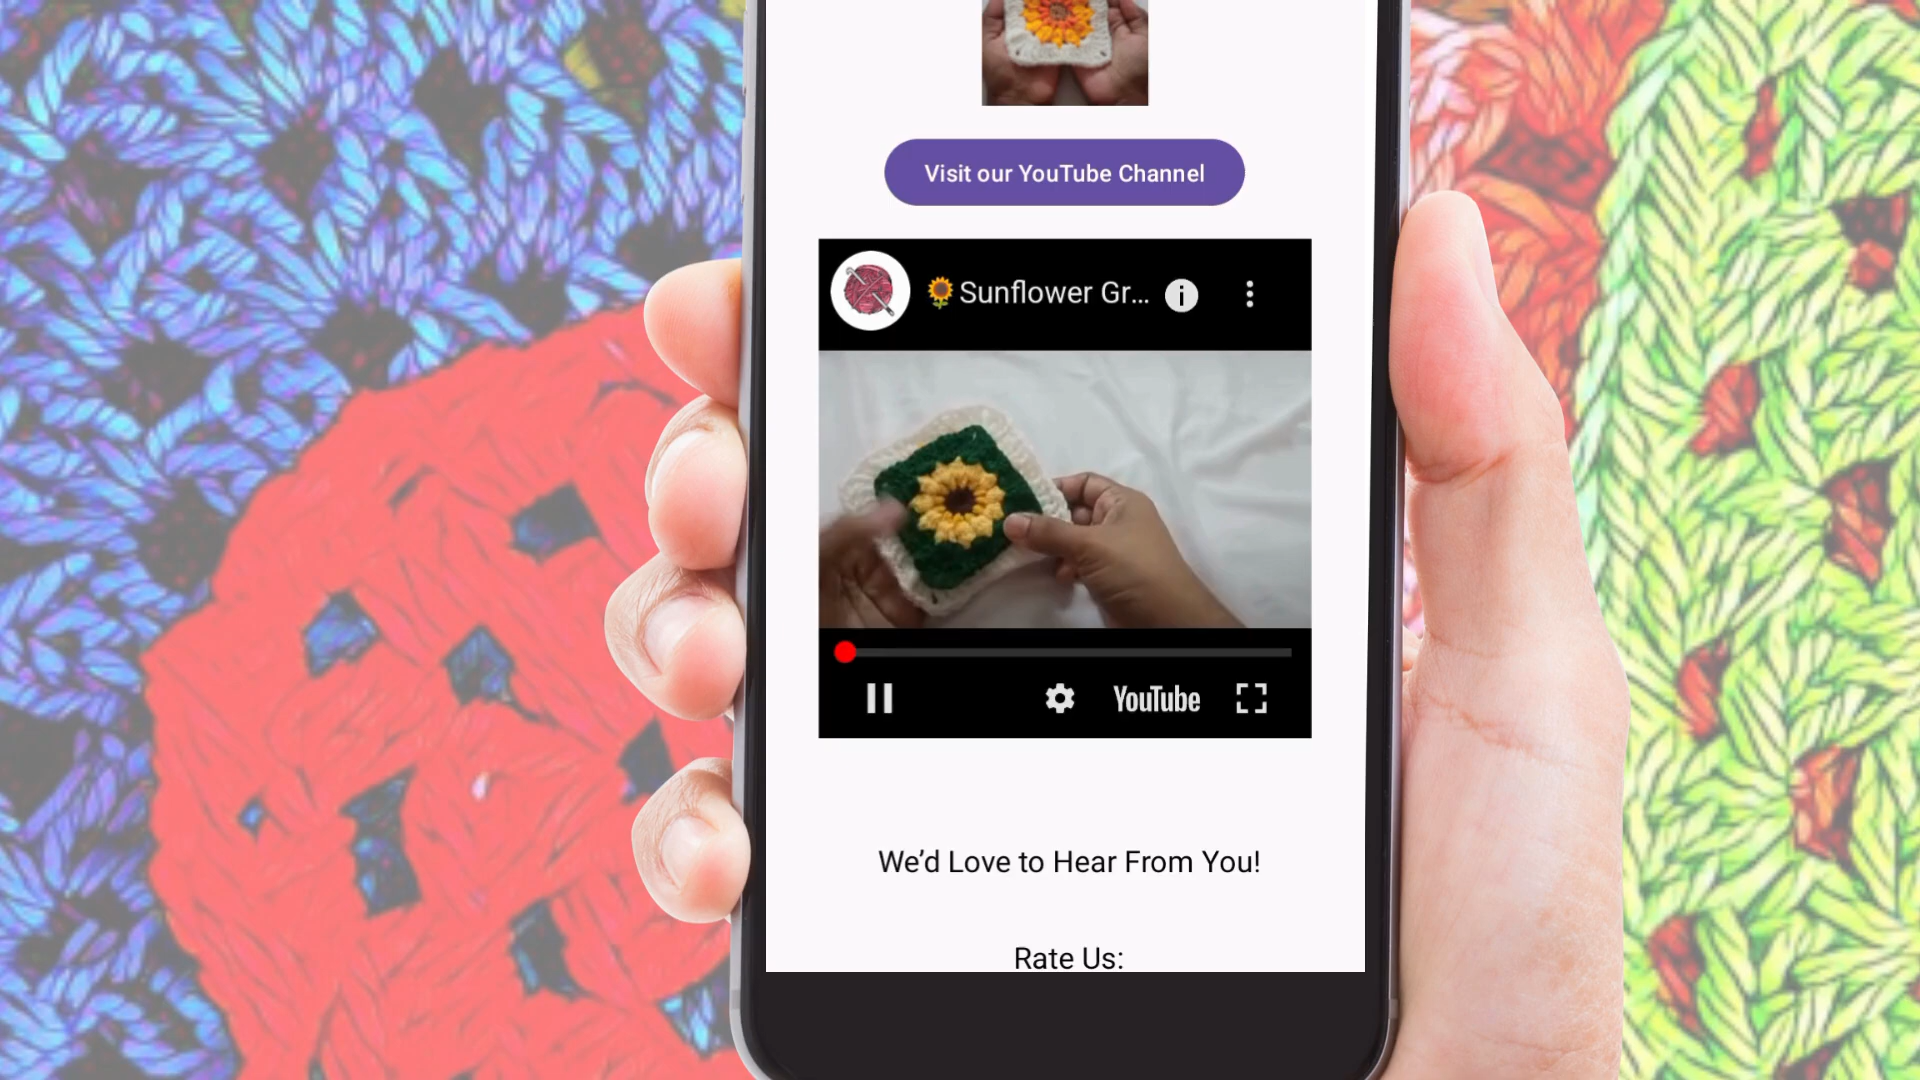 Visit our YouTube Channel
🌻Sunflower Gr...
YouTube
We’d Love to Hear From You!
Rate Us: